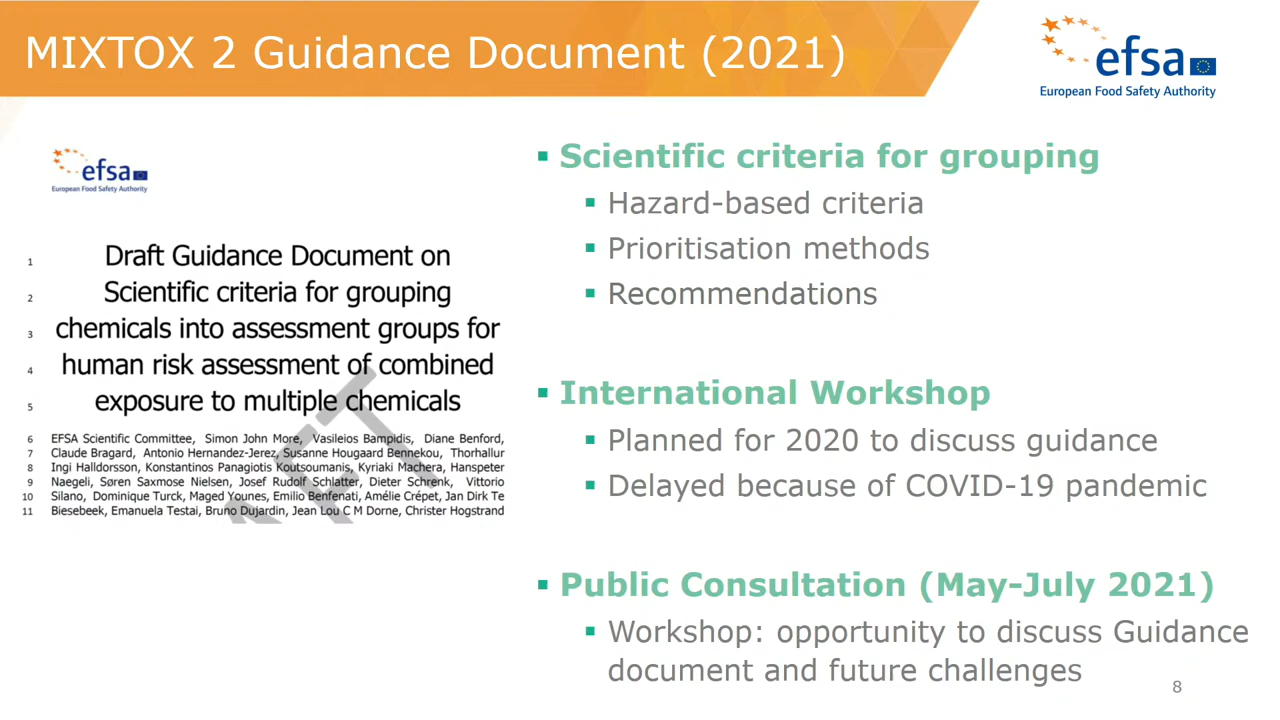 MIXTOX 2 Guidance Document (2021)
efsa
European Food Safety Authority
efsa
European Food Safety Authority
1 Draft Guidance Document on
2 Scientific criteria for grouping
3 chemicals into assessment groups for
4 human risk assessment of combined
5 exposure to multiple chemicals
6 EFSA Scientific Committee, Simon John More, Vasileios Bampidis, Diane Benford,
7 Claude Bragard, Antonio Hernandez-Jerez, Susanne Hougaard Bennekou, Thorhallur
8 Ingi Halldorsson, Konstantinos Panagiotis Koutsoumanis, Kyriaki Machera, Hanspeter
9 Naegeli, Søren Saxmose Nielsen, Josef Rudolf Schlatter, Dieter Schrenk, Vittorio
10 Silano, Dominique Turck, Maged Younes, Emilio Benfenati, Amélie Crépet, Jan Dirk Te
11 Biesebeek, Emanuela Testai, Bruno Dujardin, Jean Lou C M Dorne, Christer Hogstrand
▪ Scientific criteria for grouping
▪ Hazard-based criteria
▪ Prioritisation methods
▪ Recommendations
▪ International Workshop
▪ Planned for 2020 to discuss guidance
▪ Delayed because of COVID-19 pandemic
▪ Public Consultation (May-July 2021)
▪ Workshop: opportunity to discuss Guidance
document and future challenges
8